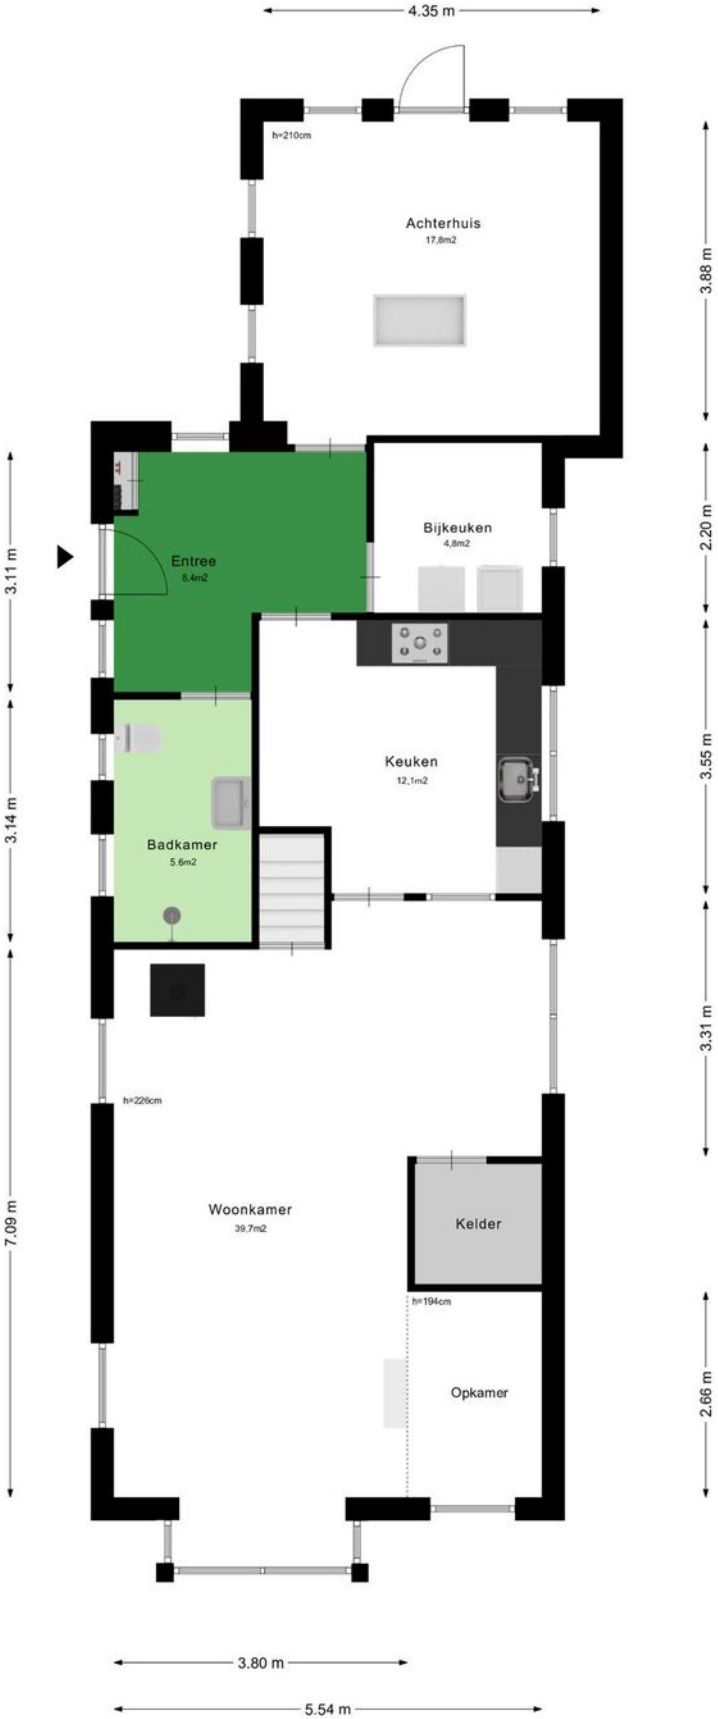 4.35 m
h=210cm
Achterhuis
17,8m2
3.88 m
Bijkeuken
4,8m2
2.20 m
Entree
8,4m2
3.11 m
Keuken
12,1m2
3.55 m
Badkamer
5.6m2
3.14 m
3.31 m
h=226cm
Woonkamer
39,7m2
7.09 m
Kelder
h=194cm
Opkamer
2.66 m
3.80 m
5.54 m